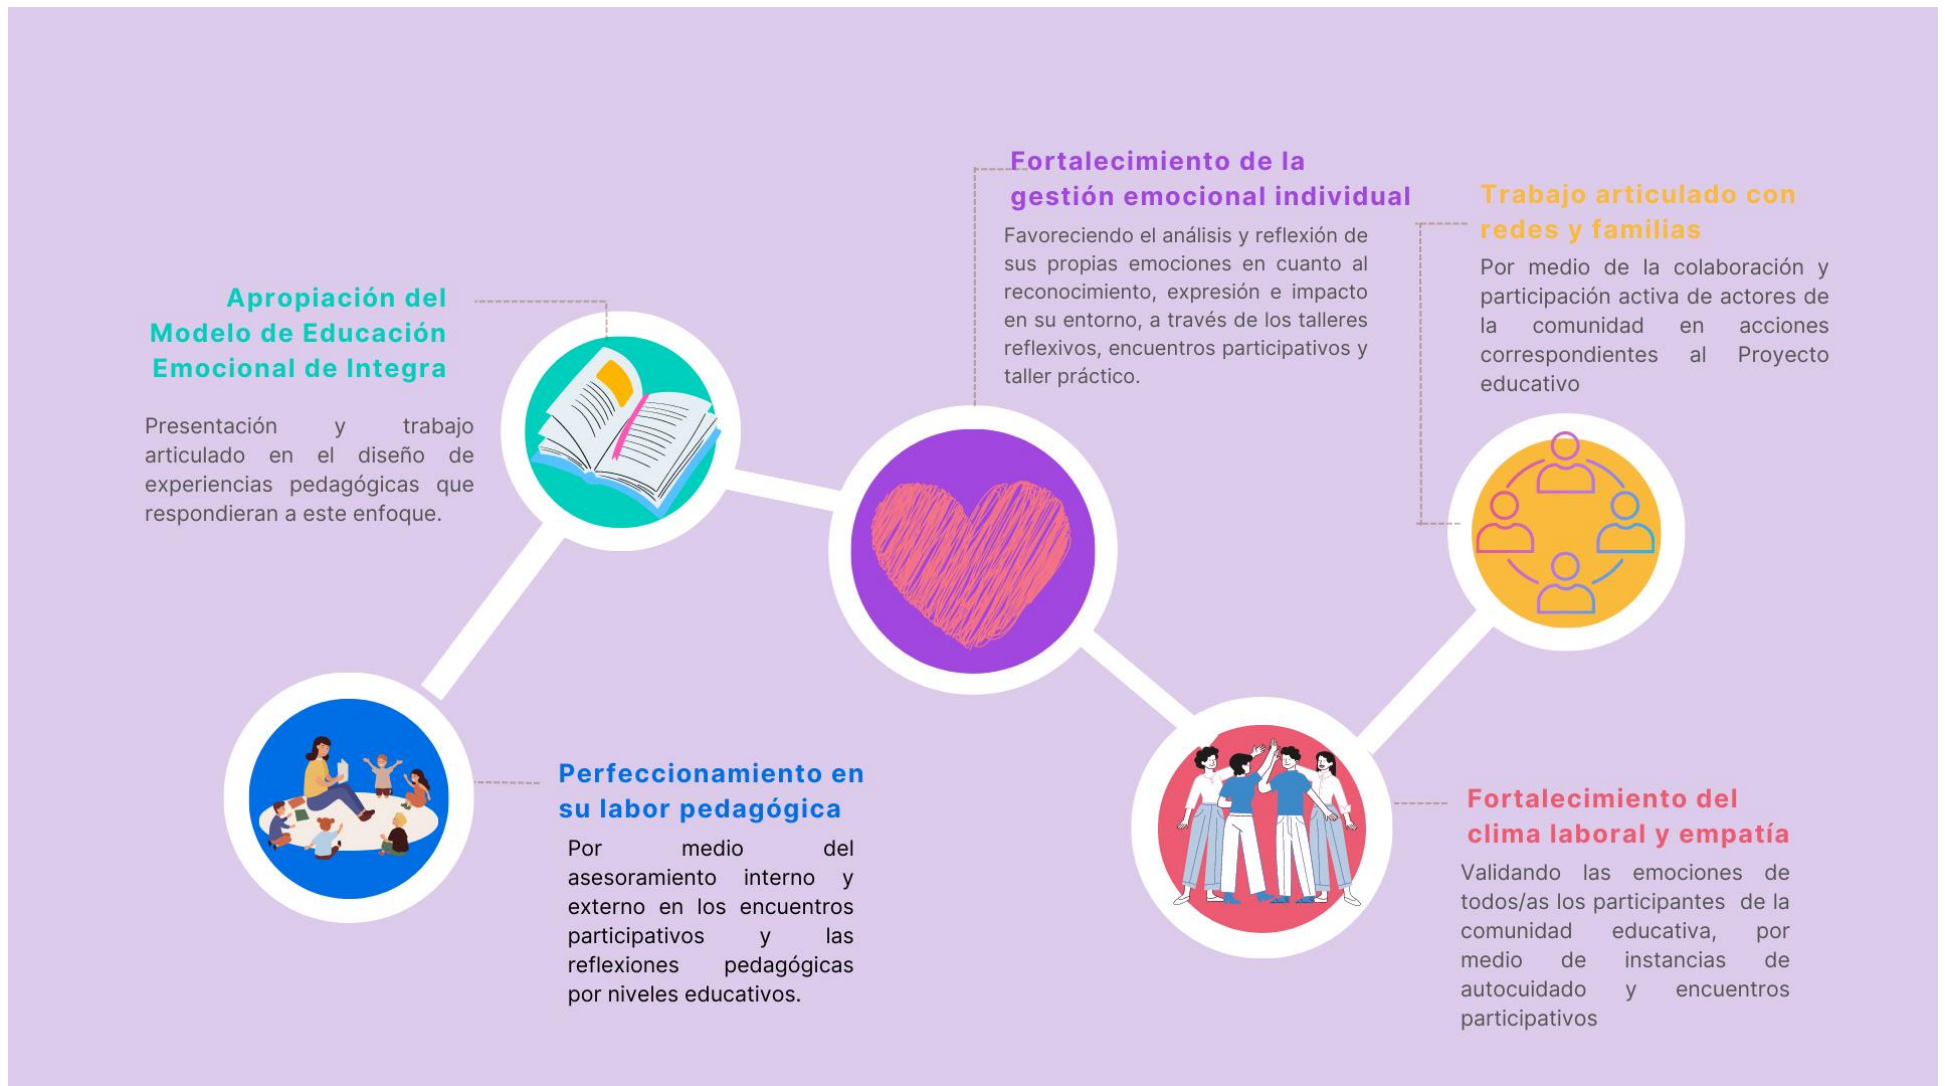 Apropiación del
Modelo de Educación
Emocional de Integra
Presentación y trabajo
articulado en el diseño de
experiencias pedagógicas que
respondieran a este enfoque.
Perfeccionamiento en
su labor pedagógica
Por medio del
asesoramiento interno y
externo en los encuentros
participativos y las
reflexiones pedagógicas
por niveles educativos.
Fortalecimiento de la
gestión emocional individual
Favoreciendo el análisis y reflexión de
sus propias emociones en cuanto al
reconocimiento, expresión e impacto
en su entorno, a través de los talleres
reflexivos, encuentros participativos y
taller práctico.
Trabajo articulado con
redes y familias
Por medio de la colaboración y
participación activa de actores de
la comunidad en acciones
correspondientes al Proyecto
educativo
Fortalecimiento del
clima laboral y empatía
Validando las emociones de
todos/as los participantes de la
comunidad educativa, por
medio de instancias de
autocuidado y encuentros
participativos